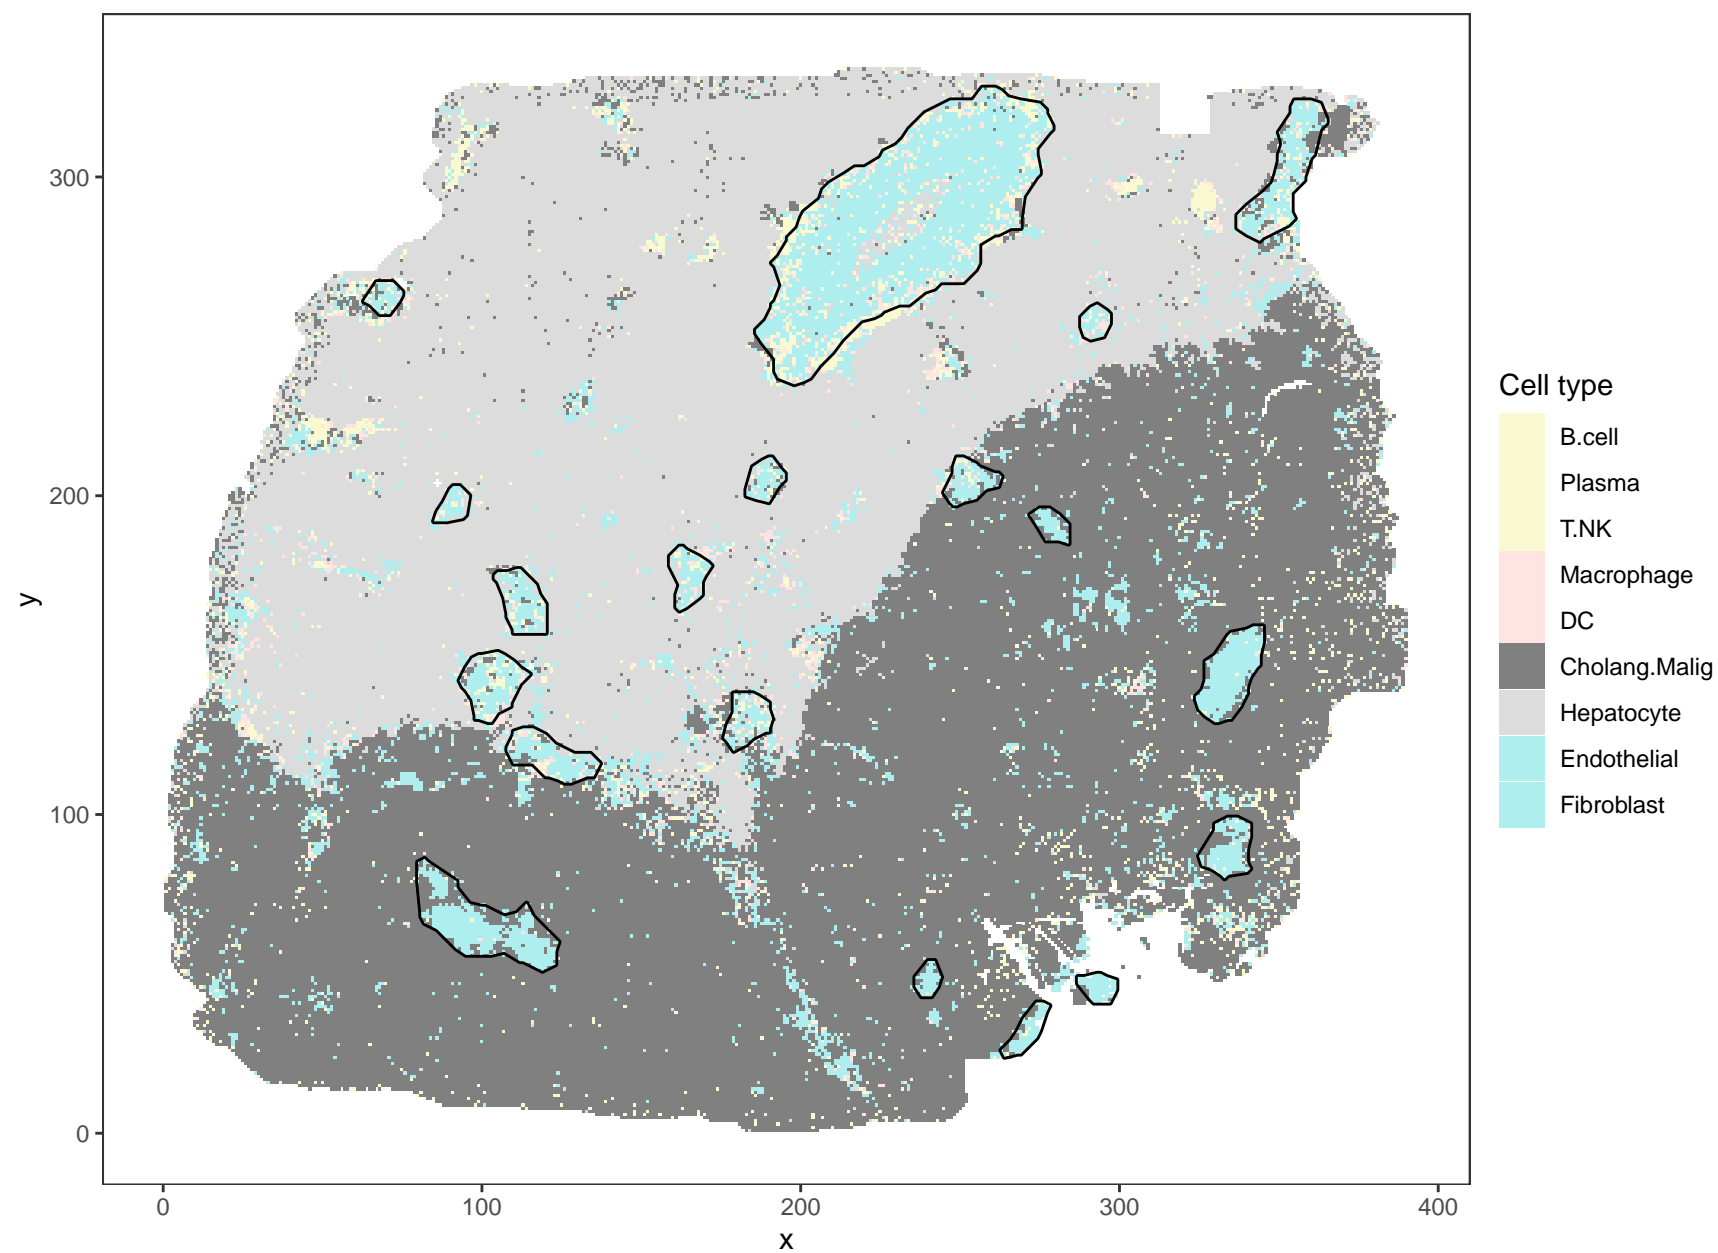 y
300
200
100
0
0
100
200
300
400
x
Cell type
B.cell
Plasma
T.NK
Macrophage
DC
Cholang.Malig
Hepatocyte
Endothelial
Fibroblast